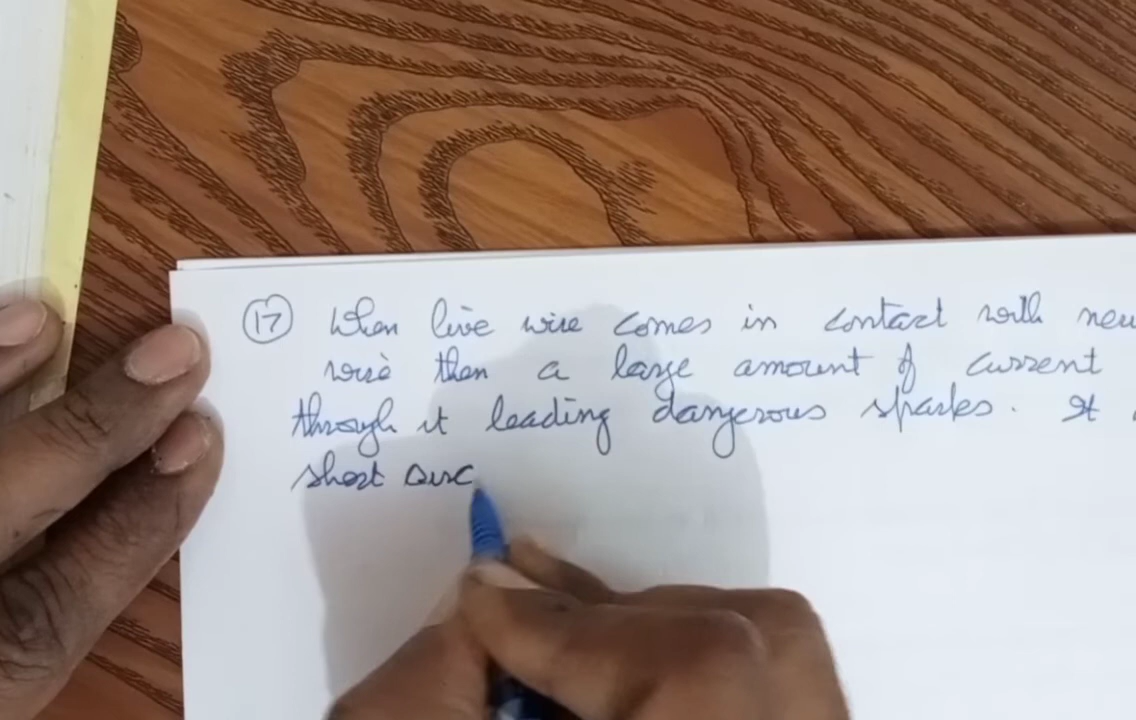 17 When live wire comes in contact with neu
wire then a large amount of current
through it leading dangerous sparks. It
short circ